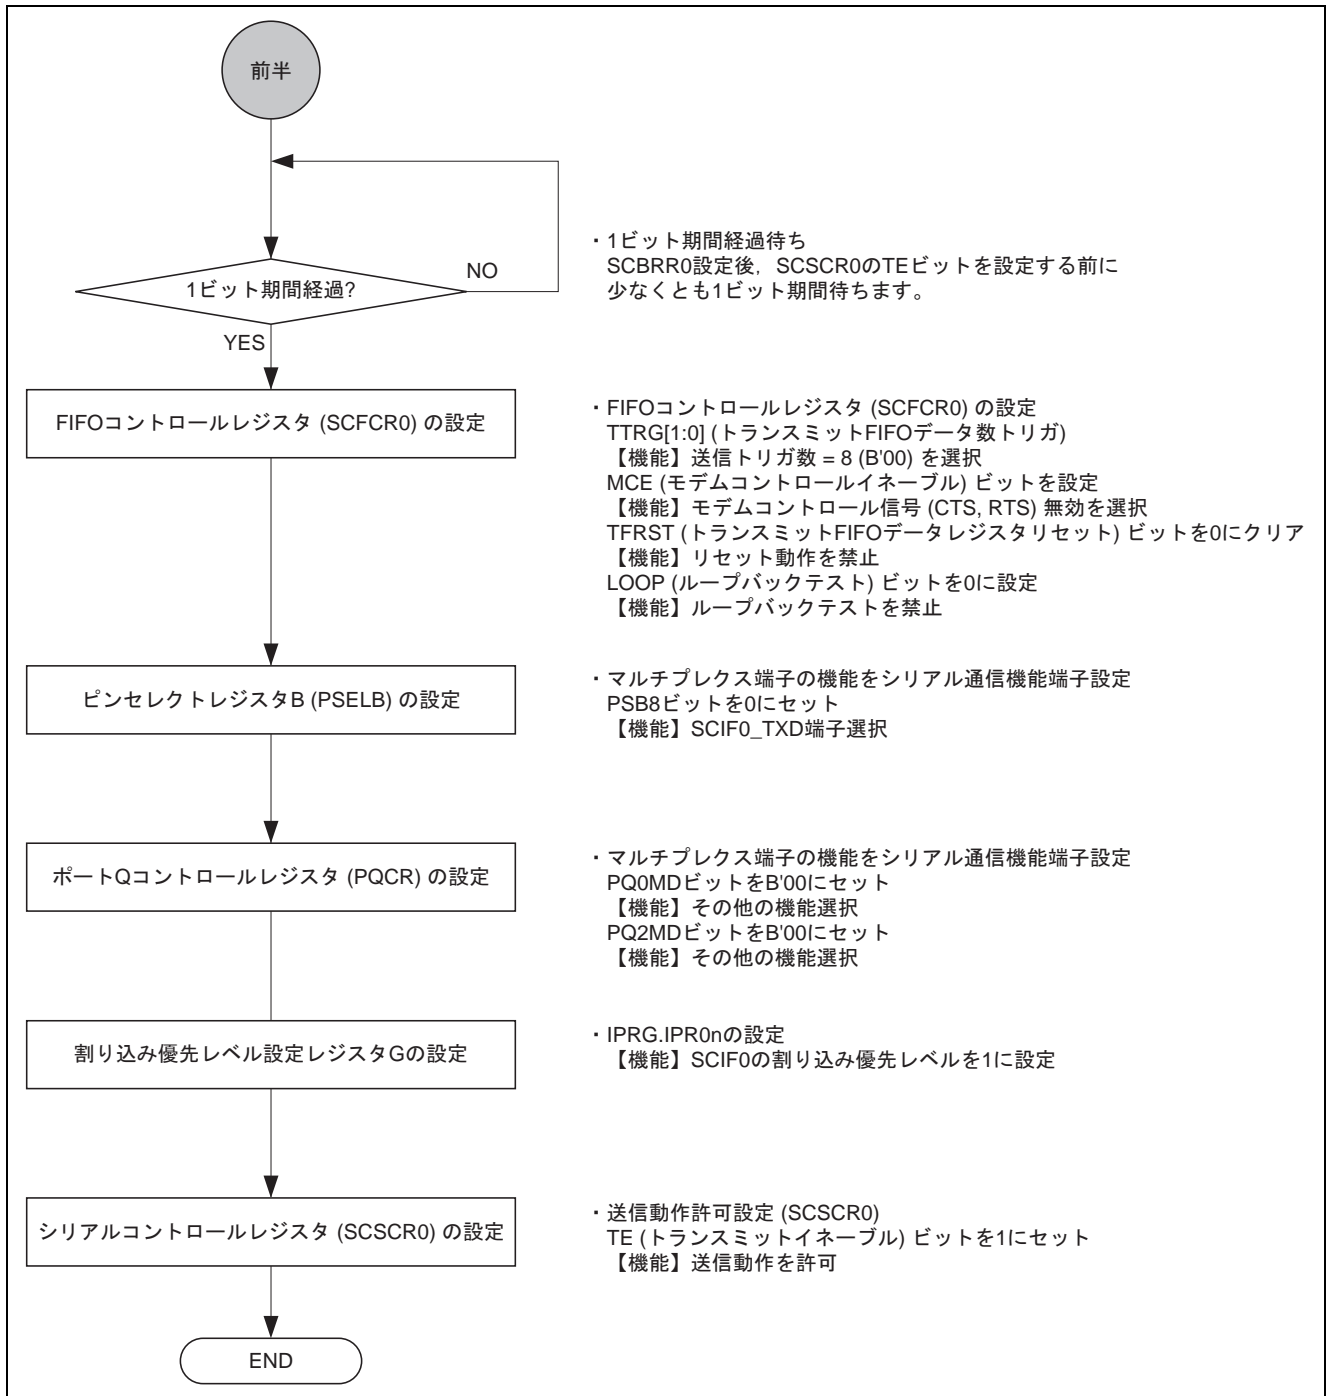 前半
1ビット期間経過?
NO
YES
・1ビット期間経過待ち
SCBRR0設定後，SCSCR0のTEビットを設定する前に
少なくとも1ビット期間待ちます。
FIFOコントロールレジスタ (SCFCR0) の設定
・FIFOコントロールレジスタ (SCFCR0) の設定
TTRG[1:0] (トランスミットFIFOデータ数トリガ)
【機能】送信トリガ数 = 8 (B'00) を選択
MCE (モデムコントロールイネーブル) ビットを設定
【機能】モデムコントロール信号 (CTS, RTS) 無効を選択
TFRST (トランスミットFIFOデータレジスタリセット) ビットを0にクリア
【機能】リセット動作を禁止
LOOP (ループバックテスト) ビットを0に設定
【機能】ループバックテストを禁止
ピンセレクトレジスタB (PSELB) の設定
・マルチプレクス端子の機能をシリアル通信機能端子設定
PSB8ビットを0にセット
【機能】SCIF0_TXD端子選択
ポートQコントロールレジスタ (PQCR) の設定
・マルチプレクス端子の機能をシリアル通信機能端子設定
PQ0MDビットをB'00にセット
【機能】その他の機能選択
PQ2MDビットをB'00にセット
【機能】その他の機能選択
割り込み優先レベル設定レジスタGの設定
・IPRG.IPR0nの設定
【機能】SCIF0の割り込み優先レベルを1に設定
シリアルコントロールレジスタ (SCSCR0) の設定
・送信動作許可設定 (SCSCR0)
TE (トランスミットイネーブル) ビットを1にセット
【機能】送信動作を許可
END